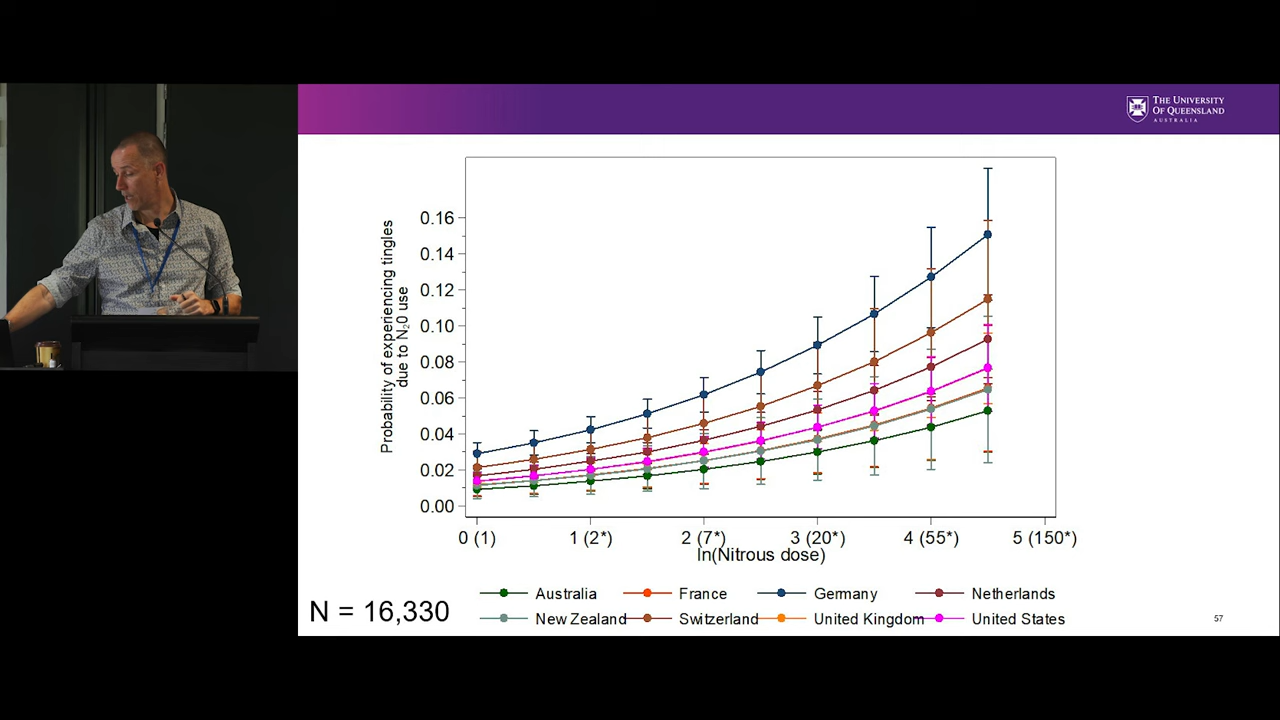 THE UNIVERSITY
OF QUEENSLAND
AUSTRALIA
Probability of experiencing tingles
due to N₂0 use
0.16
0.14
0.12
0.10
0.08
0.06
0.04
0.02
0.00
0 (1)
1 (2*)
2 (7*)
3 (20*)
4 (55*)
5 (150*)
ln(Nitrous dose)
Australia
France
Germany
Netherlands
New Zealand
Switzerland
United Kingdom
United States
N = 16,330
57